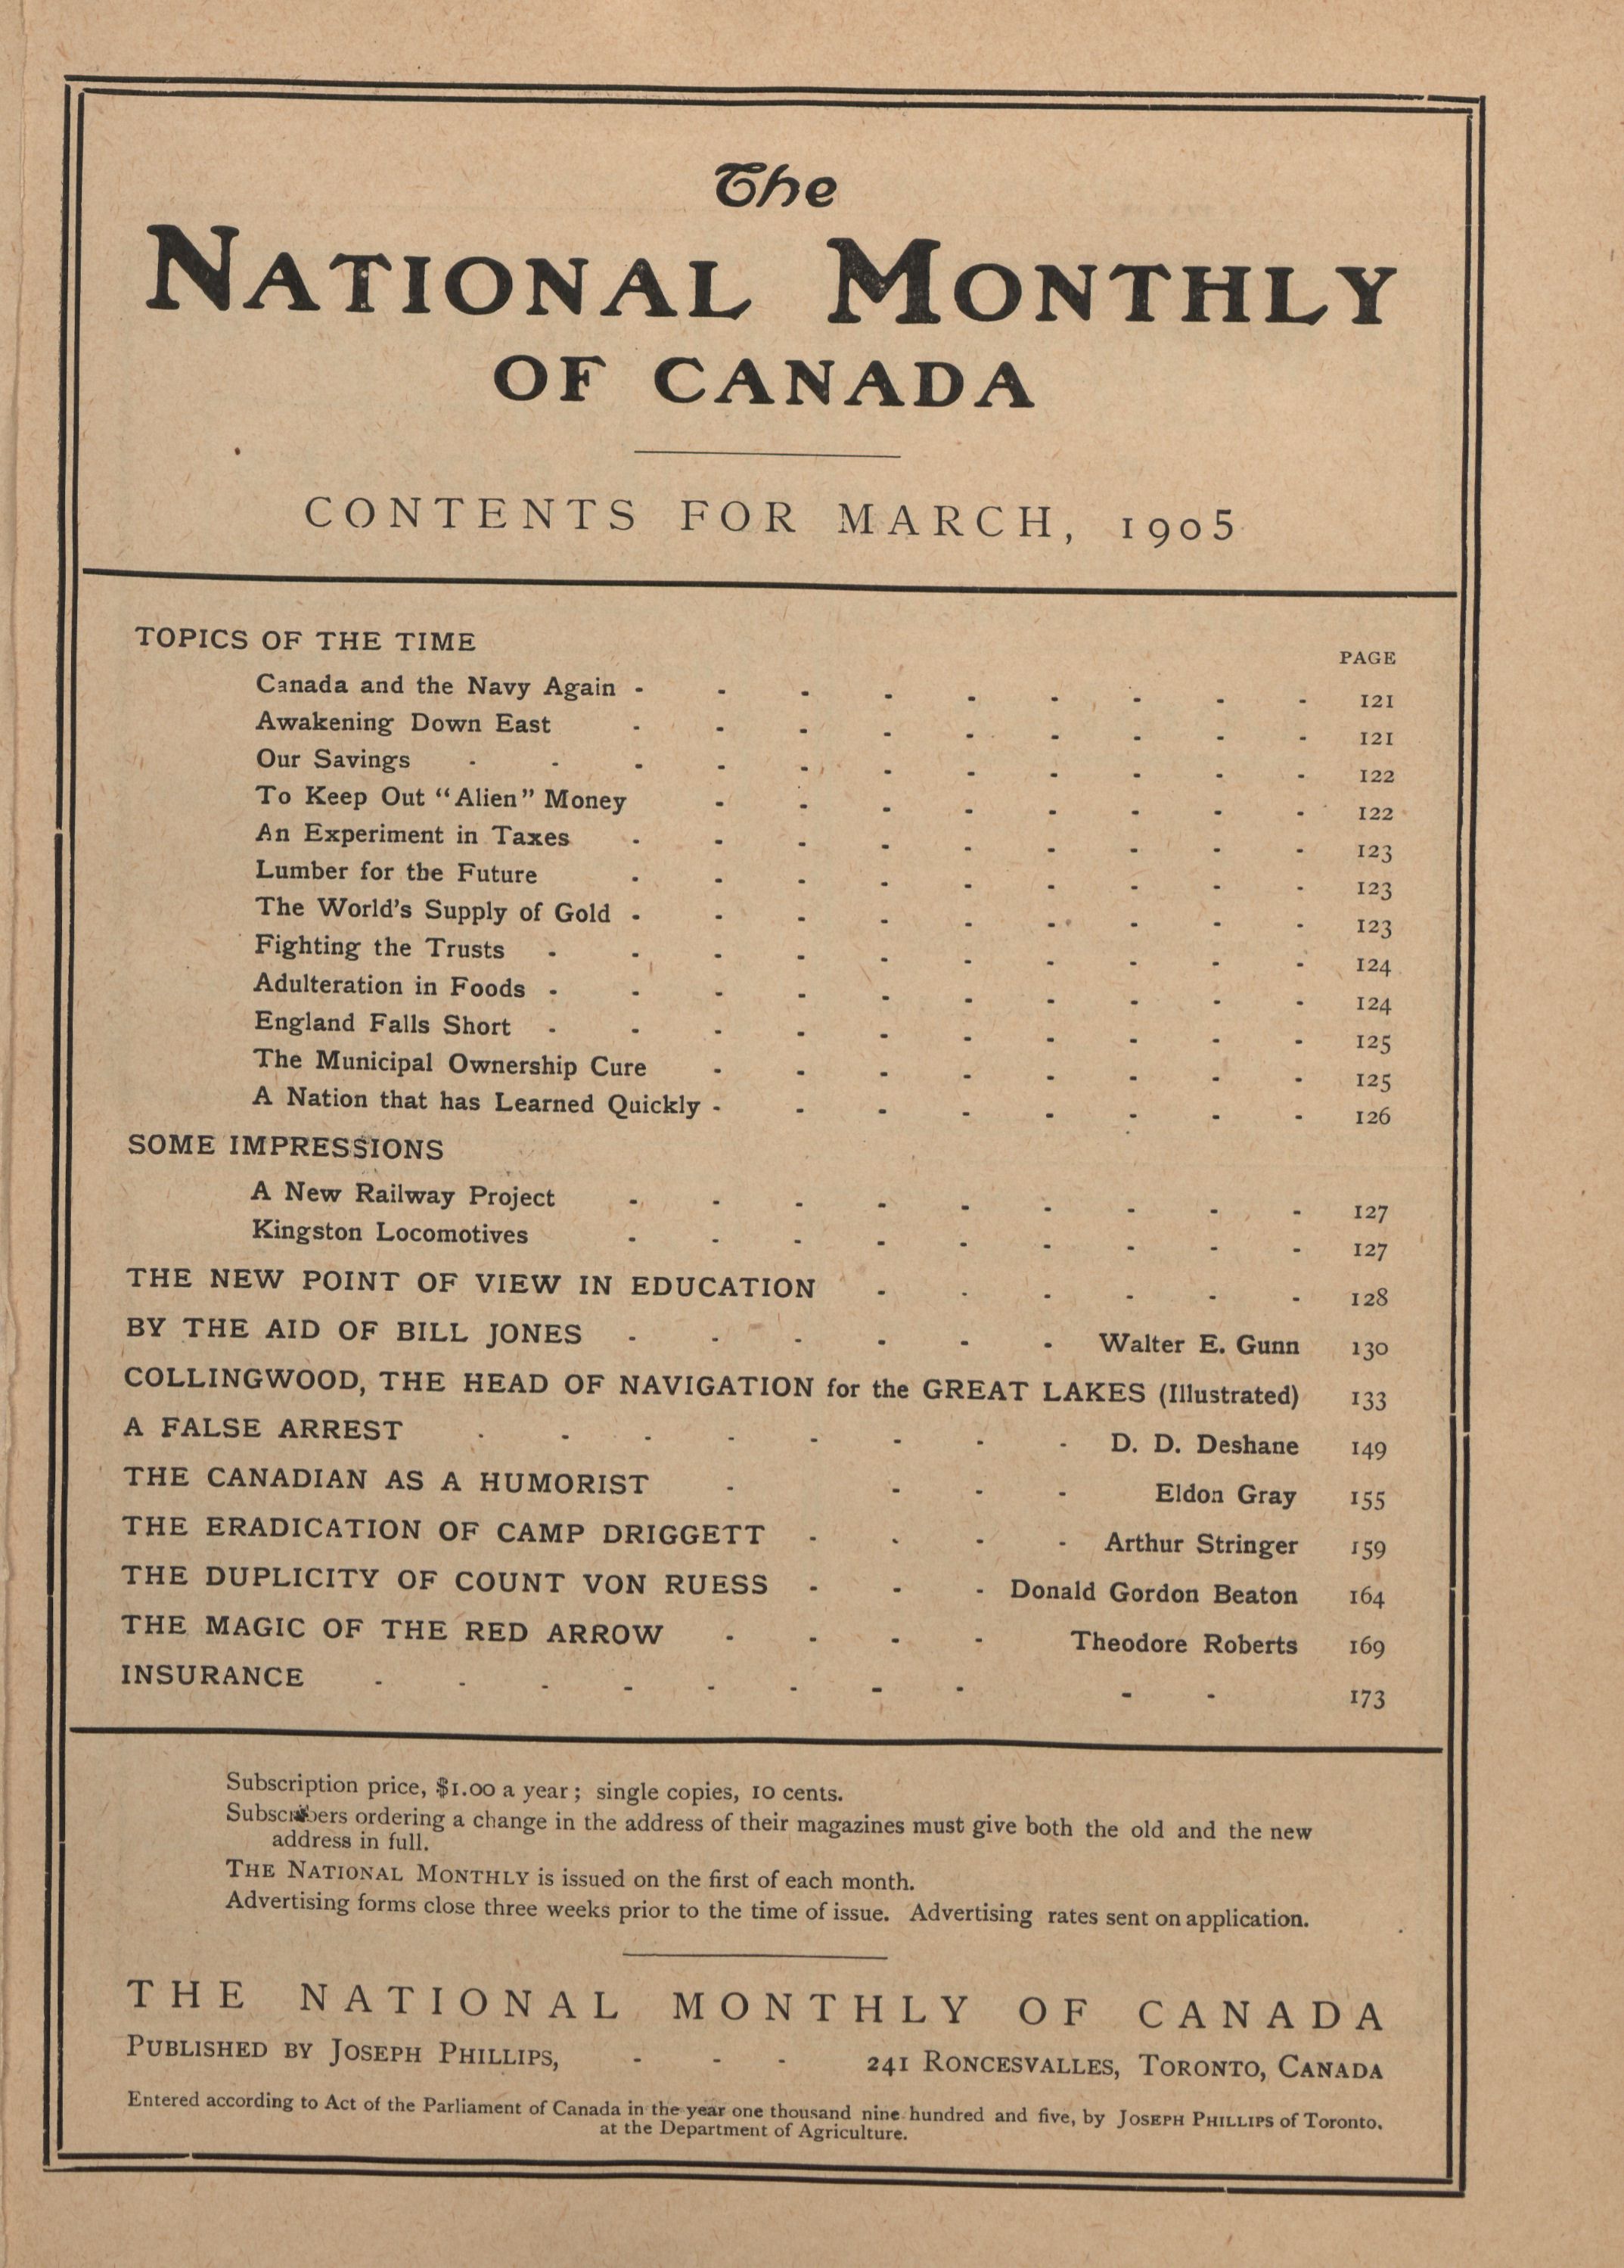 The
NATIONAL MONTHLY
OF CANADA
CONTENTS FOR MARCH, 1905
TOPICS OF THE TIME
PAGE
Canada and the Navy Again - - - - - - - - - 121
Awakening Down East - - - - - - - - - 121
Our Savings - - - - - - - - - - - 122
To Keep Out "Alien" Money - - - - - - - - 122
An Experiment in Taxes - - - - - - - - - 123
Lumber for the Future - - - - - - - - - 123
The World's Supply of Gold - - - - - - - - - 123
Fighting the Trusts - - - - - - - - - - 124
Adulteration in Foods - - - - - - - - - - 124
England Falls Short - - - - - - - - - - 125
The Municipal Ownership Cure - - - - - - - - 125
A Nation that has Learned Quickly - - - - - - - - 126
SOME IMPRESSIONS
A New Railway Project - - - - - - - - - 127
Kingston Locomotives - - - - - - - - - 127
THE NEW POINT OF VIEW IN EDUCATION - - - - - - 128
BY THE AID OF BILL JONES - - - - - - Walter E. Gunn 130
COLLINGWOOD, THE HEAD OF NAVIGATION for the GREAT LAKES (Illustrated) 133
A FALSE ARREST - - - - - - - - D. D. Deshane 149
THE CANADIAN AS A HUMORIST - - - - Eldon Gray 155
THE ERADICATION OF CAMP DRIGGETT - - - - Arthur Stringer 159
THE DUPLICITY OF COUNT VON RUESS - - - Donald Gordon Beaton 164
THE MAGIC OF THE RED ARROW - - - - Theodore Roberts 169
INSURANCE - - - - - - - - - - 173
Subscription price, $1.00 a year; single copies, 10 cents.
Subscribers ordering a change in the address of their magazines must give both the old and the new
address in full.
THE NATIONAL MONTHLY is issued on the first of each month.
Advertising forms close three weeks prior to the time of issue. Advertising rates sent on application.
THE NATIONAL MONTHLY OF CANADA
PUBLISHED BY JOSEPH PHILLIPS, - - - 241 RONCESVALLES, TORONTO, CANADA
Entered according to Act of the Parliament of Canada in the year one thousand nine hundred and five, by JOSEPH PHILLIPS of Toronto.
at the Department of Agriculture.